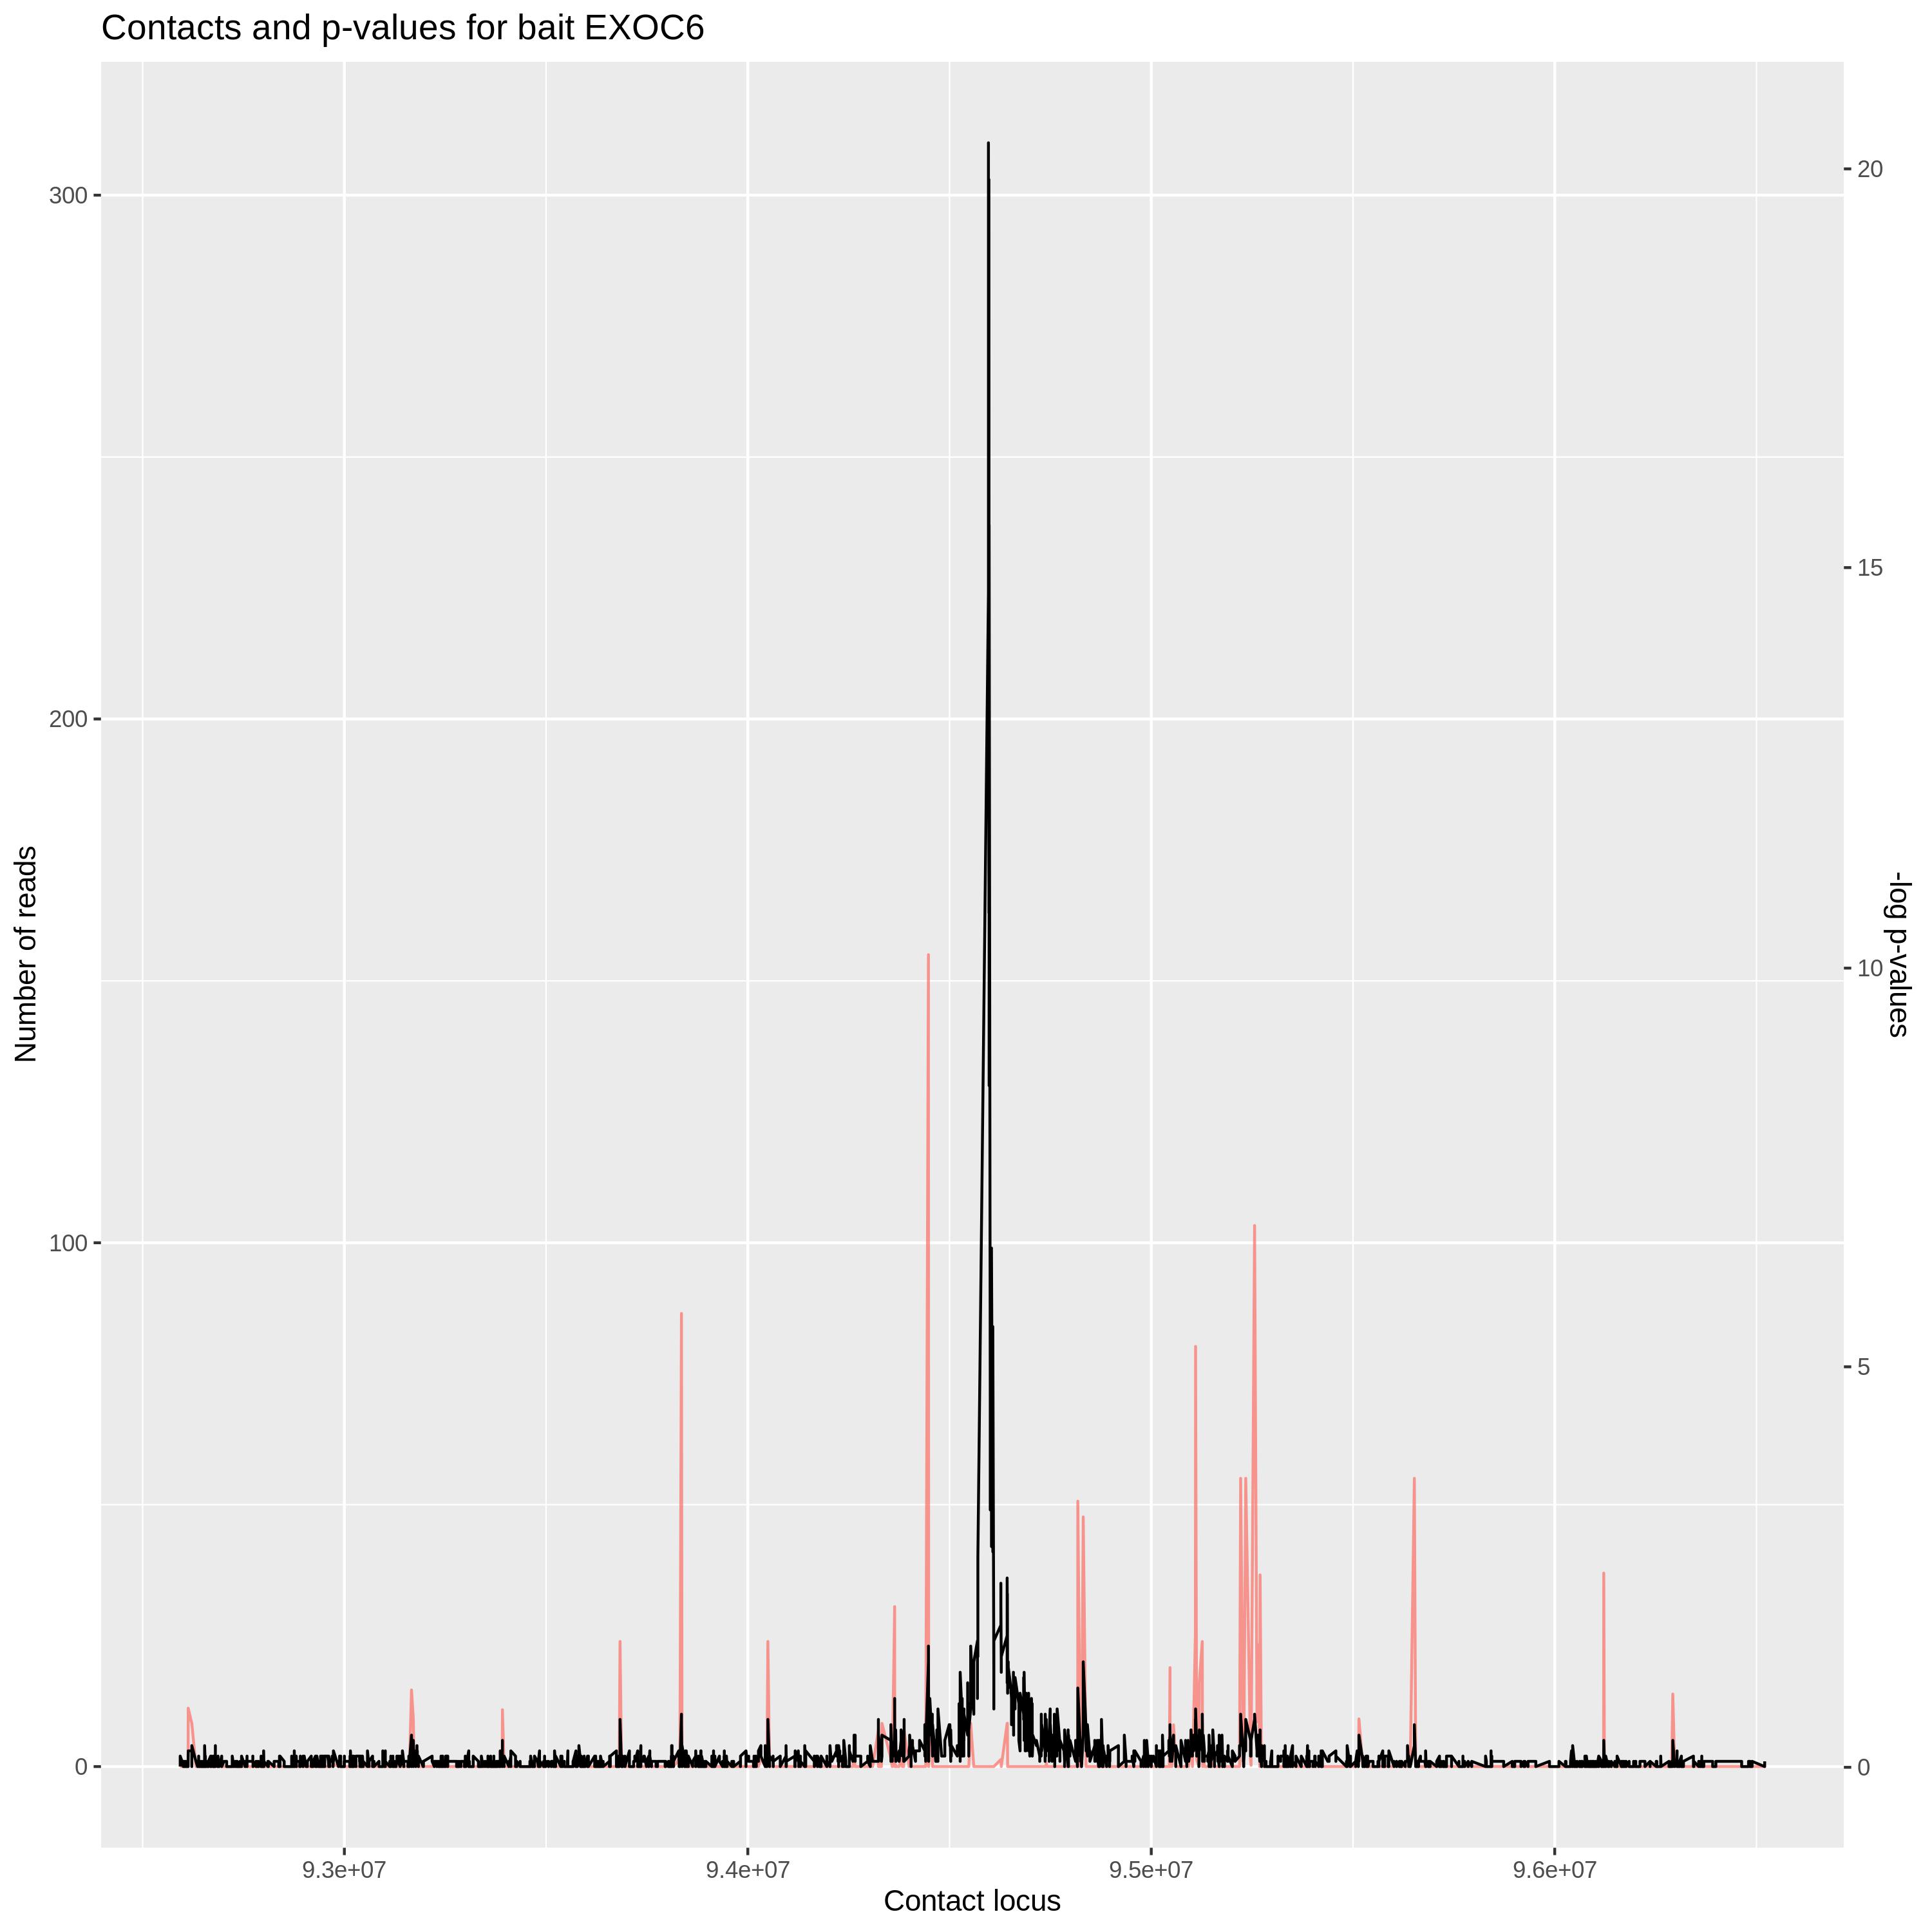 Contacts and p-values for bait EXOC6
Number of reads
300
200
100
0
20
15
10
5
0
-log p-values
9.3e+07
9.4e+07
9.5e+07
9.6e+07
Contact locus